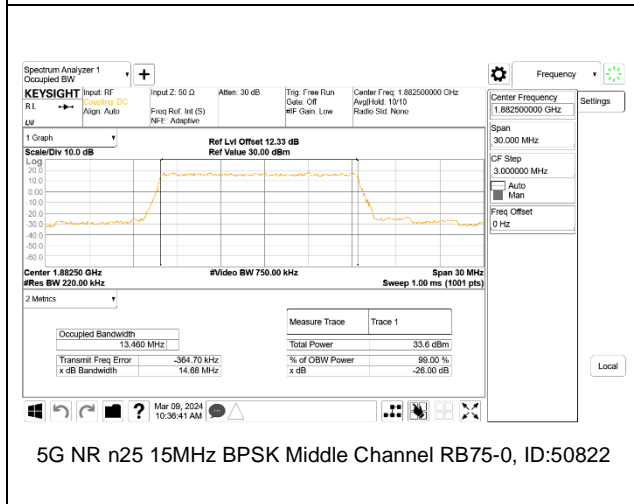 Spectrum Analyzer 1
Occupied BW
Frequency
KEYSIGHT Input: RF Input Z: 50 Ω Atten: 30 dB Trig: Free Run Center Freq: 1.882500000 GHz
R L Coupling: DC Gate: Off Avg|Hold: 10/10
Align: Auto Freq Ref: Int (S) #IF Gain: Low Radio Std: None
NFE: Adaptive
Center Frequency
1.882500000 GHz
Settings
Span
30.000 MHz
CF Step
3.000000 MHz
Auto
Man
Freq Offset
0 Hz
Local
1 Graph
Ref Lvl Offset 12.33 dB
Scale/Div 10.0 dB Ref Value 30.00 dBm
Log
20.0
10.0
0.00
-10.0
-20.0
-30.0
-40.0
-50.0
-60.0
Center 1.88250 GHz #Video BW 750.00 kHz Span 30 MHz
#Res BW 220.00 kHz Sweep 1.00 ms (1001 pts)
2 Metrics
Measure Trace Trace 1
Occupied Bandwidth
13.460 MHz Total Power 33.6 dBm
Transmit Freq Error -364.70 kHz % of OBW Power 99.00 %
x dB Bandwidth 14.68 MHz x dB -26.00 dB
Mar 09, 2024
10:36:41 AM
5G NR n25 15MHz BPSK Middle Channel RB75-0, ID:50822